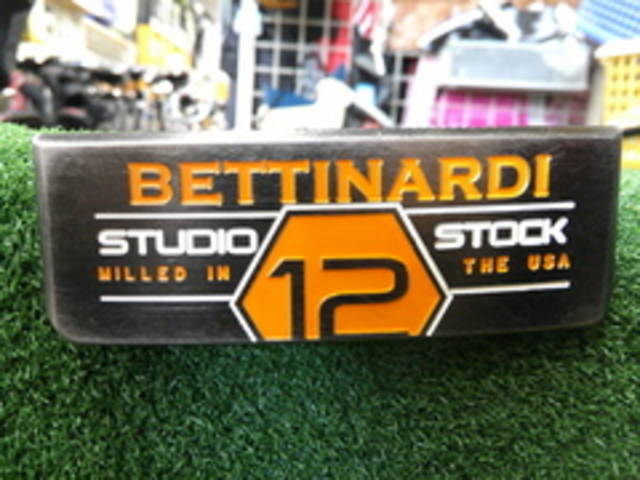 BETTINARDI
STUDIO 12 STOCK
MILLED IN THE USA